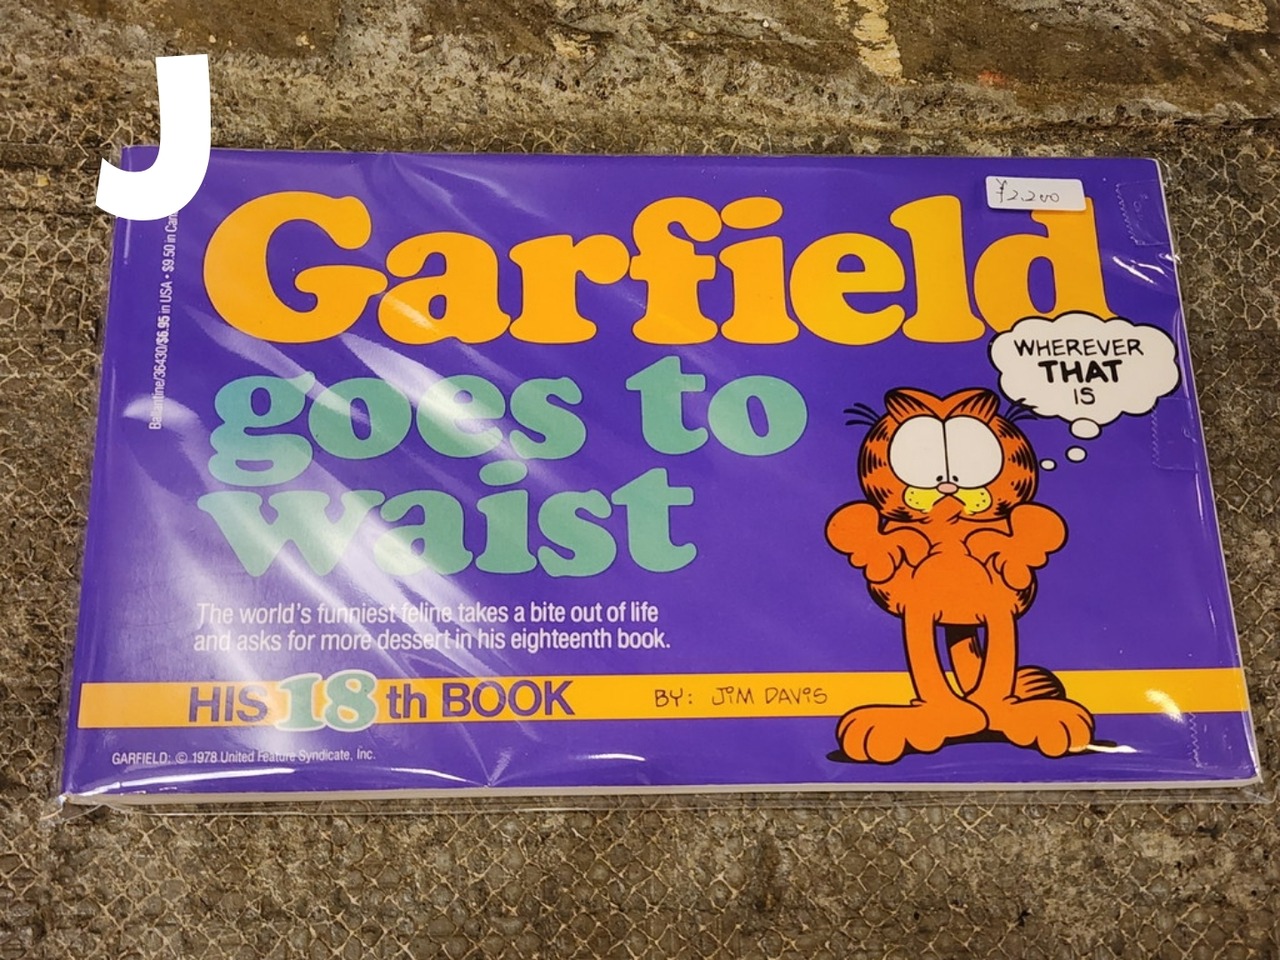 J
Garfield
¥2,200
goes to
waist
WHEREVER
THAT
IS
The world's funniest feline takes a bite out of life
and asks for more dessert in his eighteenth book.
HIS 18th BOOK
BY: JIM DAVIS
GARFIELD: © 1978 United Feature Syndicate, Inc.
Ballantine/36430/$6.95 in USA • $9.50 in